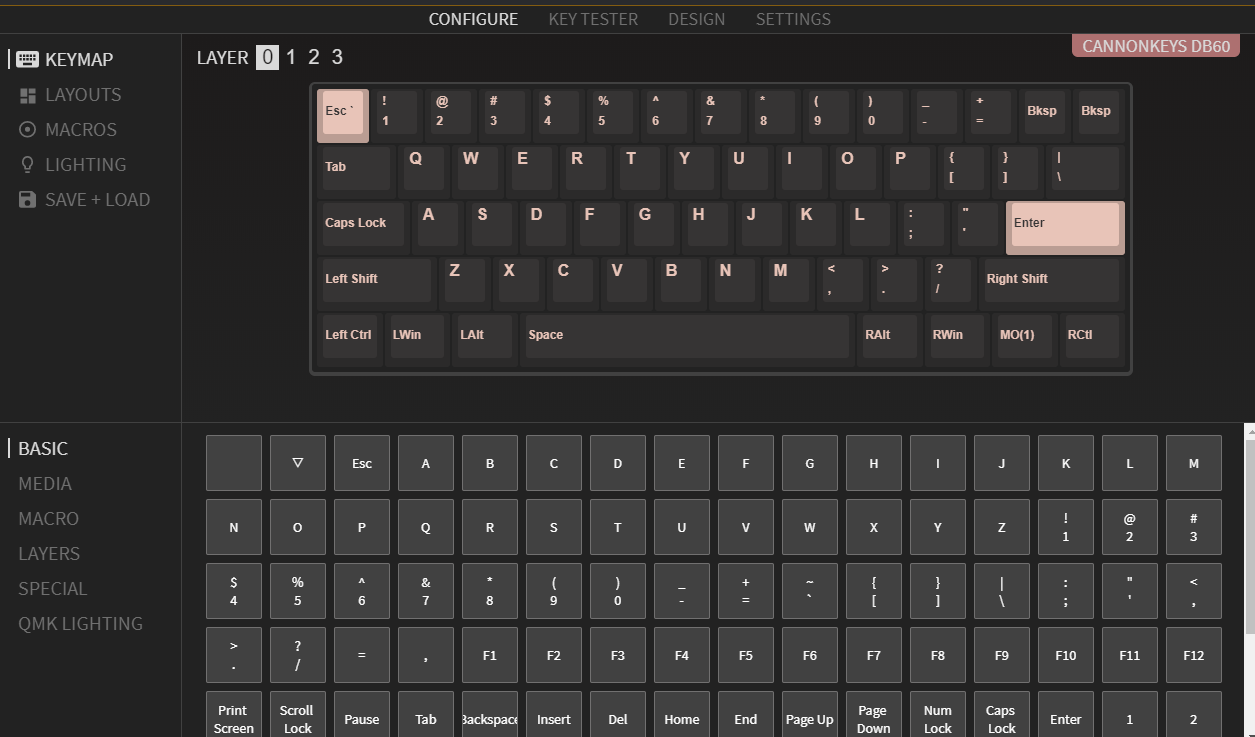 CONFIGURE KEY TESTER DESIGN SETTINGS
KEYMAP
LAYOUTS
MACROS
LIGHTING
SAVE + LOAD
LAYER 0 1 2 3
CANNONKEYS DB60
Esc ` ! @ # $ % ^ & * ( ) _ + Bksp Bksp
1 2 3 4 5 6 7 8 9 0 - =
Tab Q W E R T Y U I O P { } |
[ ] \
Caps Lock A S D F G H J K L : " Enter
; '
Left Shift Z X C V B N M < > ? Right Shift
, . /
Left Ctrl LWin LAlt Space RAlt RWin MO(1) RCtl
BASIC
MEDIA
MACRO
LAYERS
SPECIAL
QMK LIGHTING
▽ Esc A B C D E F G H I J K L M
N O P Q R S T U V W X Y Z ! @ #
1 2 3
$ % ^ & * ( ) _ + ~ { } | : " <
4 5 6 7 8 9 0 - = ` [ ] \ ; ' ,
> ? = , F1 F2 F3 F4 F5 F6 F7 F8 F9 F10 F11 F12
. /
Print Scroll Pause Tab Backspace Insert Del Home End Page Up Page Num Caps Enter 1 2
Screen Lock Down Lock Lock